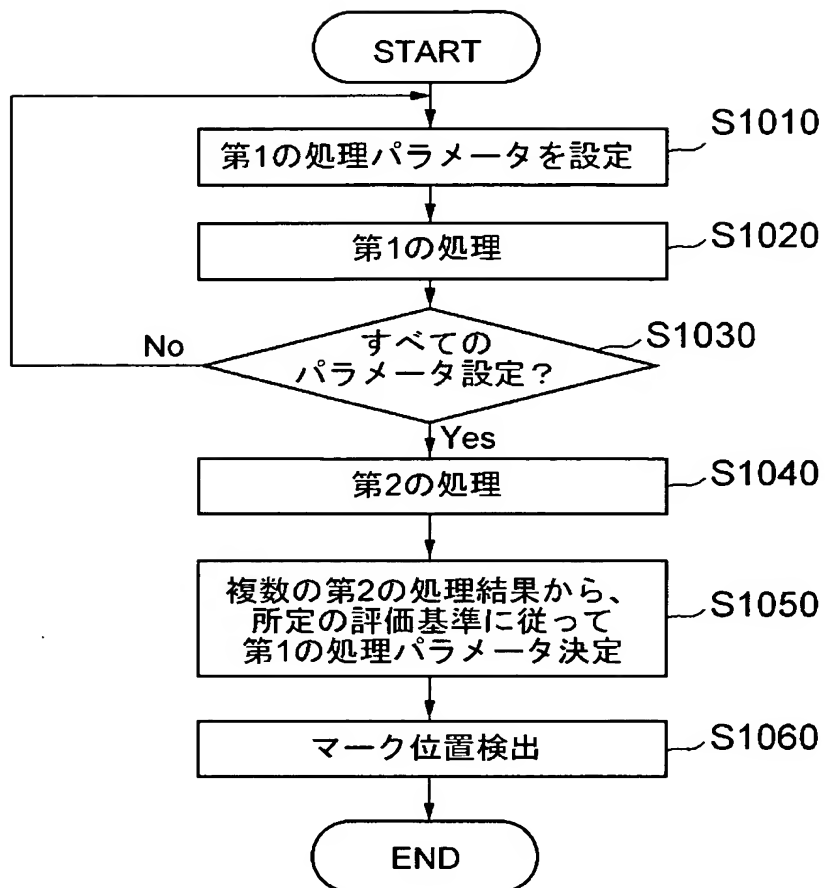 START
第1の処理パラメータを設定
S1010
第1の処理
S1020
すべての
パラメータ設定？
S1030
No
Yes
第2の処理
S1040
複数の第2の処理結果から、
所定の評価基準に従って
第1の処理パラメータ決定
S1050
マーク位置検出
S1060
END